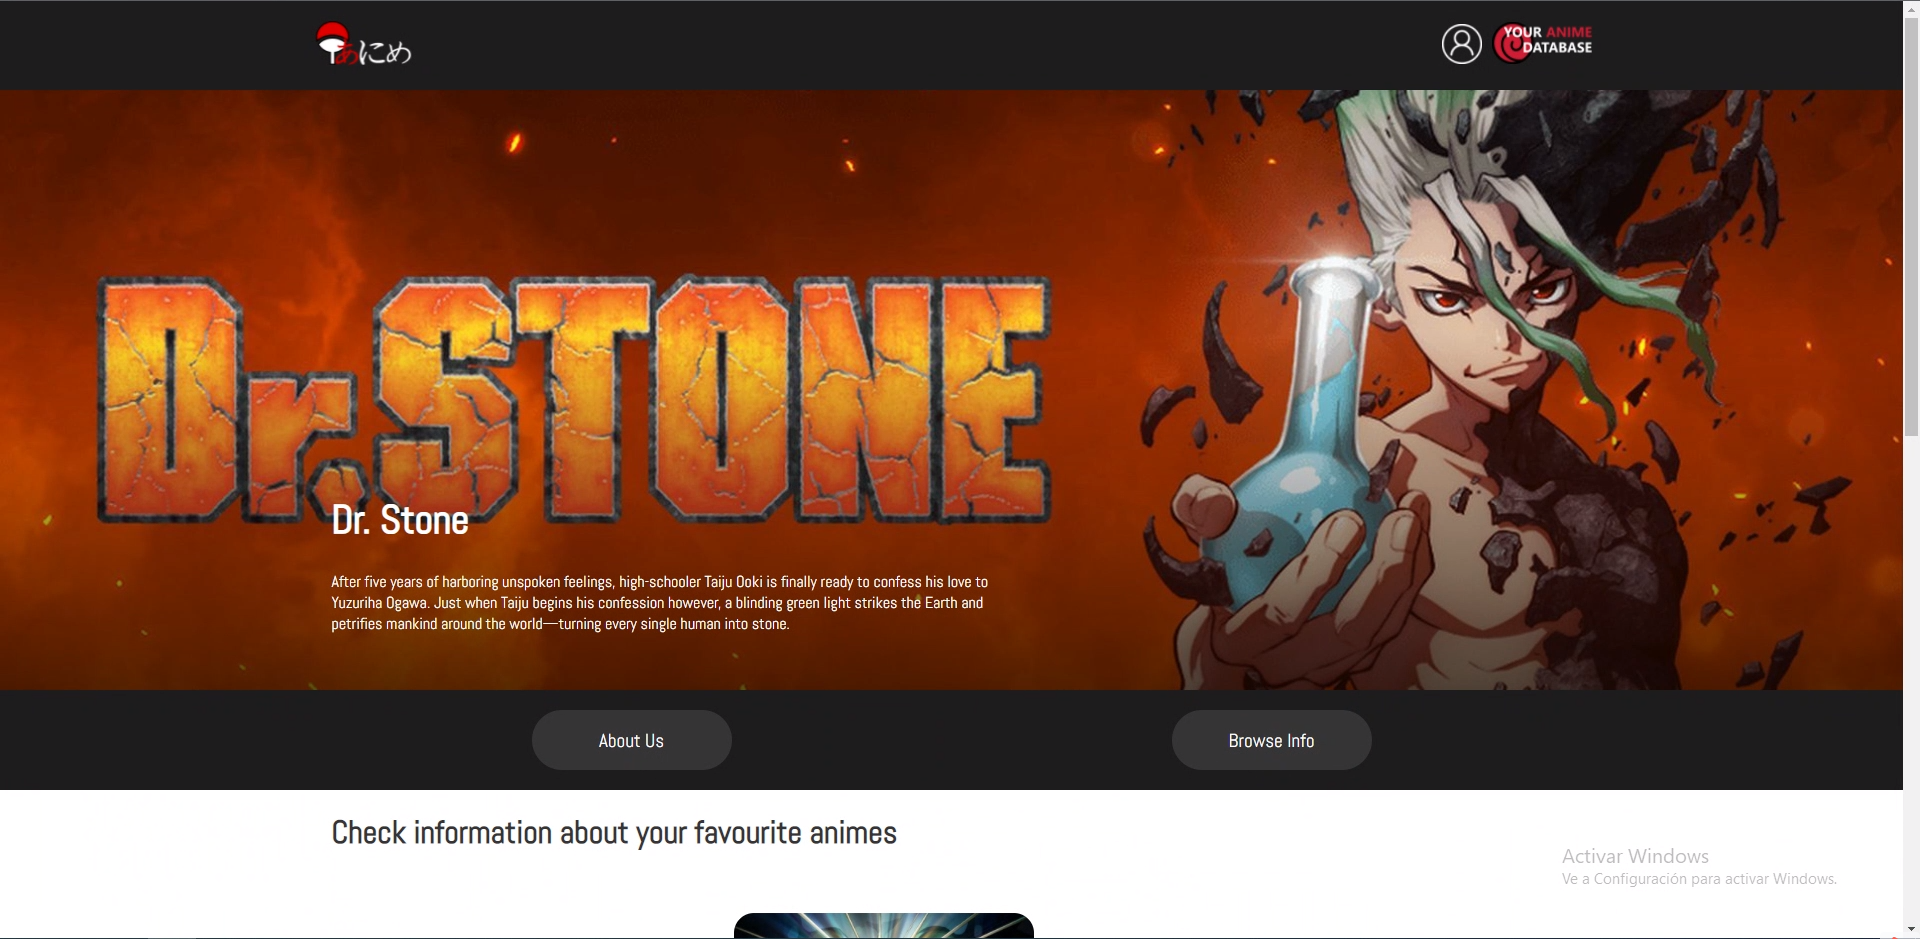 あにめ
YOUR ANIME
DATABASE
Dr.STONE
Dr. Stone
After five years of harboring unspoken feelings, high-schooler Taiju Ooki is finally ready to confess his love to
Yuzuriha Ogawa. Just when Taiju begins his confession however, a blinding green light strikes the Earth and
petrifies mankind around the world—turning every single human into stone.
About Us
Browse Info
Check information about your favourite animes
Activar Windows
Ve a Configuración para activar Windows.